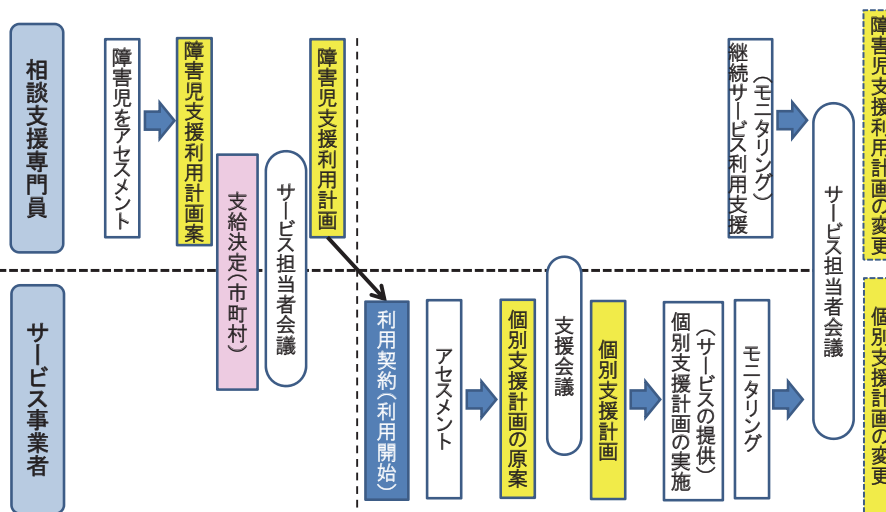 相談支援専門員
障害児をアセスメント
障害児支援利用計画案
支給決定(市町村)
サービス担当者会議
障害児支援利用計画
(モニタリング)
継続サービス利用支援
サービス担当者会議
障害児支援利用計画の変更
サービス事業者
利用契約(利用開始)
アセスメント
個別支援計画の原案
支援会議
個別支援計画
(サービスの提供)
個別支援計画の実施
モニタリング
個別支援計画の変更